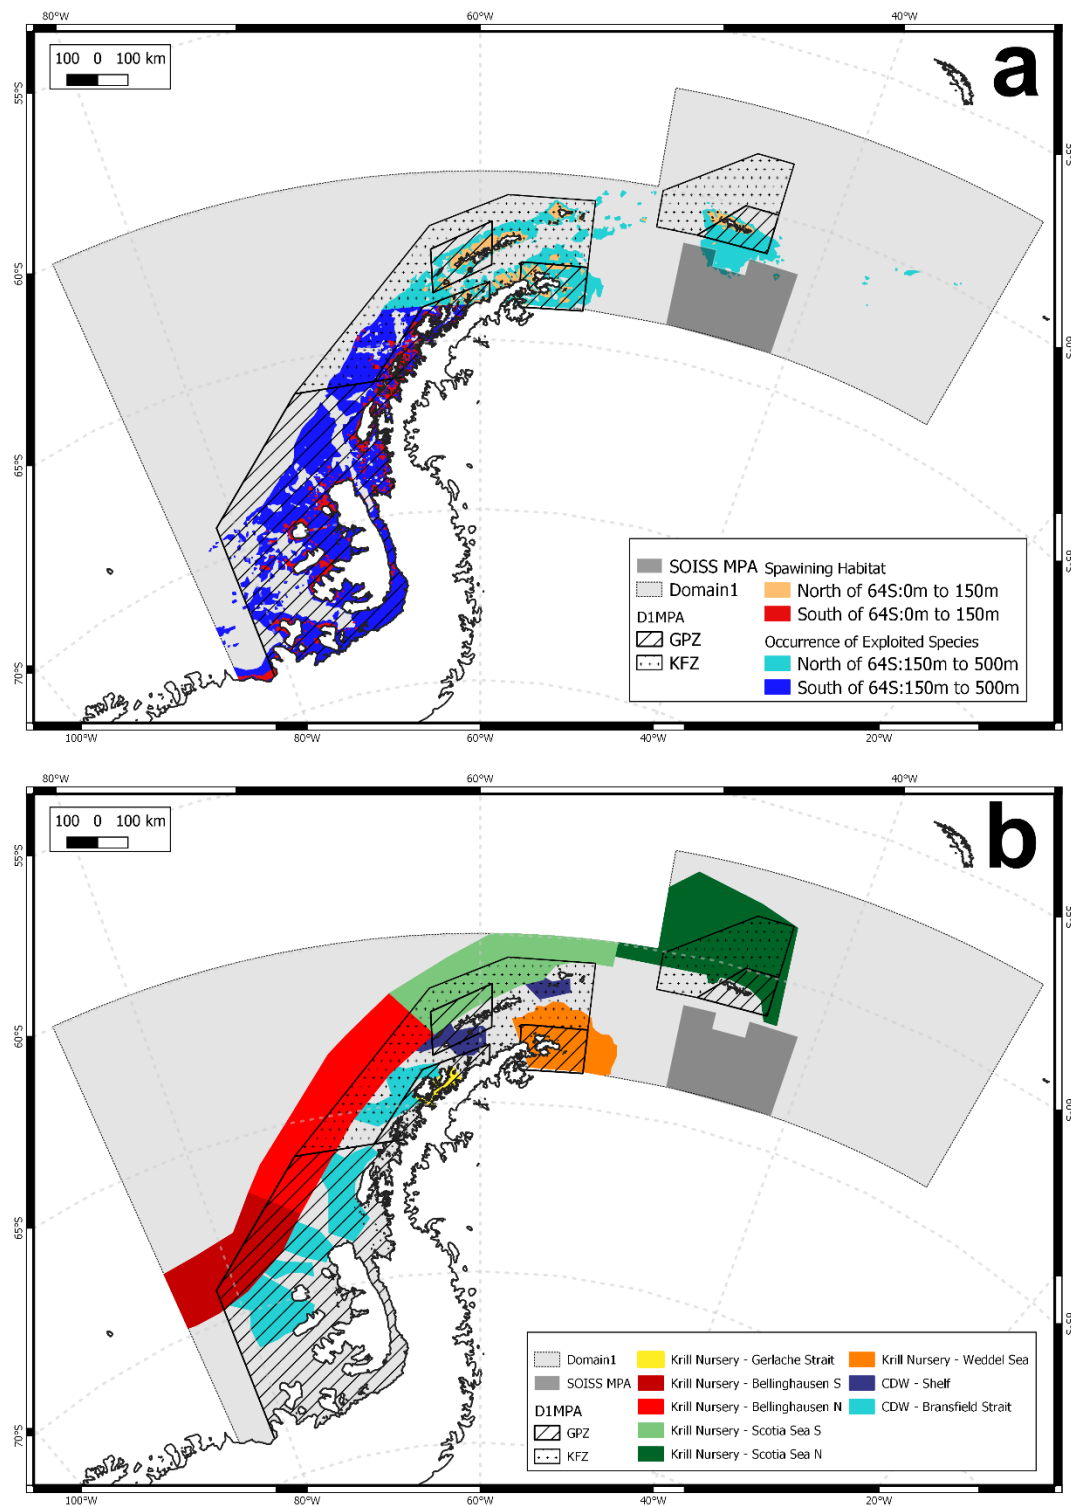 80°W 60°W 40°W
100 0 100 km
a
55°S
60°S
65°S
70°S
SOISS MPA
Domain1
D1MPA
GPZ
KFZ
Spawining Habitat
North of 64S:0m to 150m
South of 64S:0m to 150m
Occurrence of Exploited Species
North of 64S:150m to 500m
South of 64S:150m to 500m
100°W 80°W 60°W 40°W 20°W
80°W 60°W 40°W
100 0 100 km
b
55°S
60°S
65°S
70°S
Domain1
SOISS MPA
D1MPA
GPZ
KFZ
Krill Nursery - Gerlache Strait
Krill Nursery - Bellinghausen S
Krill Nursery - Bellinghausen N
Krill Nursery - Scotia Sea S
Krill Nursery - Scotia Sea N
Krill Nursery - Weddel Sea
CDW - Shelf
CDW - Bransfield Strait
100°W 80°W 60°W 40°W 20°W